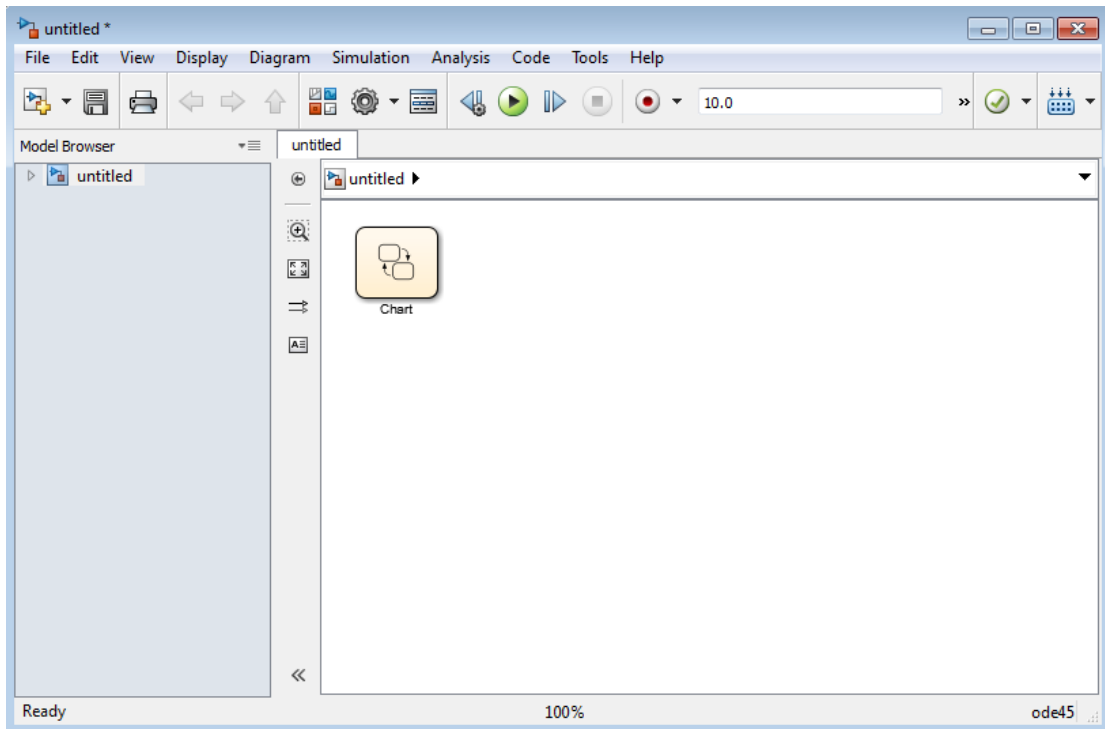 untitled *
File Edit View Display Diagram Simulation Analysis Code Tools Help
10.0 »
Model Browser
untitled
untitled
untitled
A
Chart
Ready 100% ode45